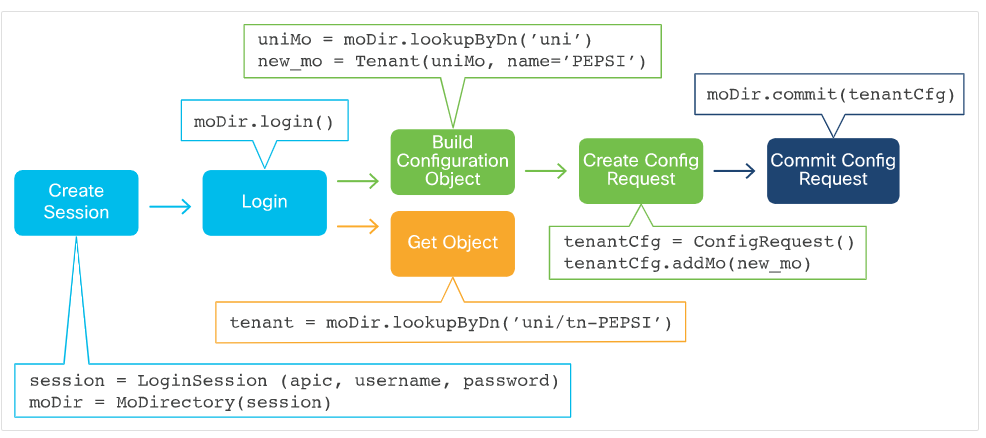 uniMo = moDir.lookupByDn(’uni’)
new_mo = Tenant(uniMo, name=’PEPSI’)
moDir.commit(tenantCfg)
moDir.login()
Build
Configuration
Object
Create Config
Request
Commit Config
Request
Create
Session
Login
Get Object
tenantCfg = ConfigRequest()
tenantCfg.addMo(new_mo)
tenant = moDir.lookupByDn(’uni/tn-PEPSI’)
session = LoginSession (apic, username, password)
moDir = MoDirectory(session)